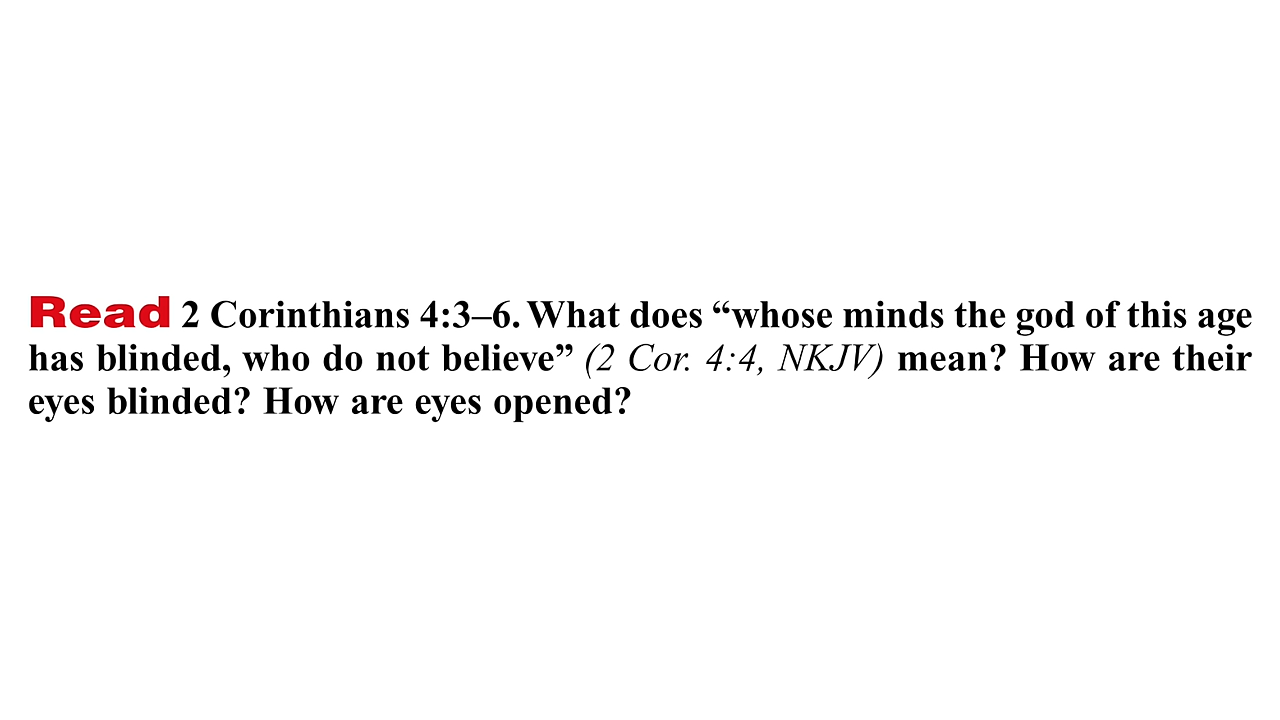 Read 2 Corinthians 4:3–6. What does “whose minds the god of this age
has blinded, who do not believe” (2 Cor. 4:4, NKJV) mean? How are their
eyes blinded? How are eyes opened?